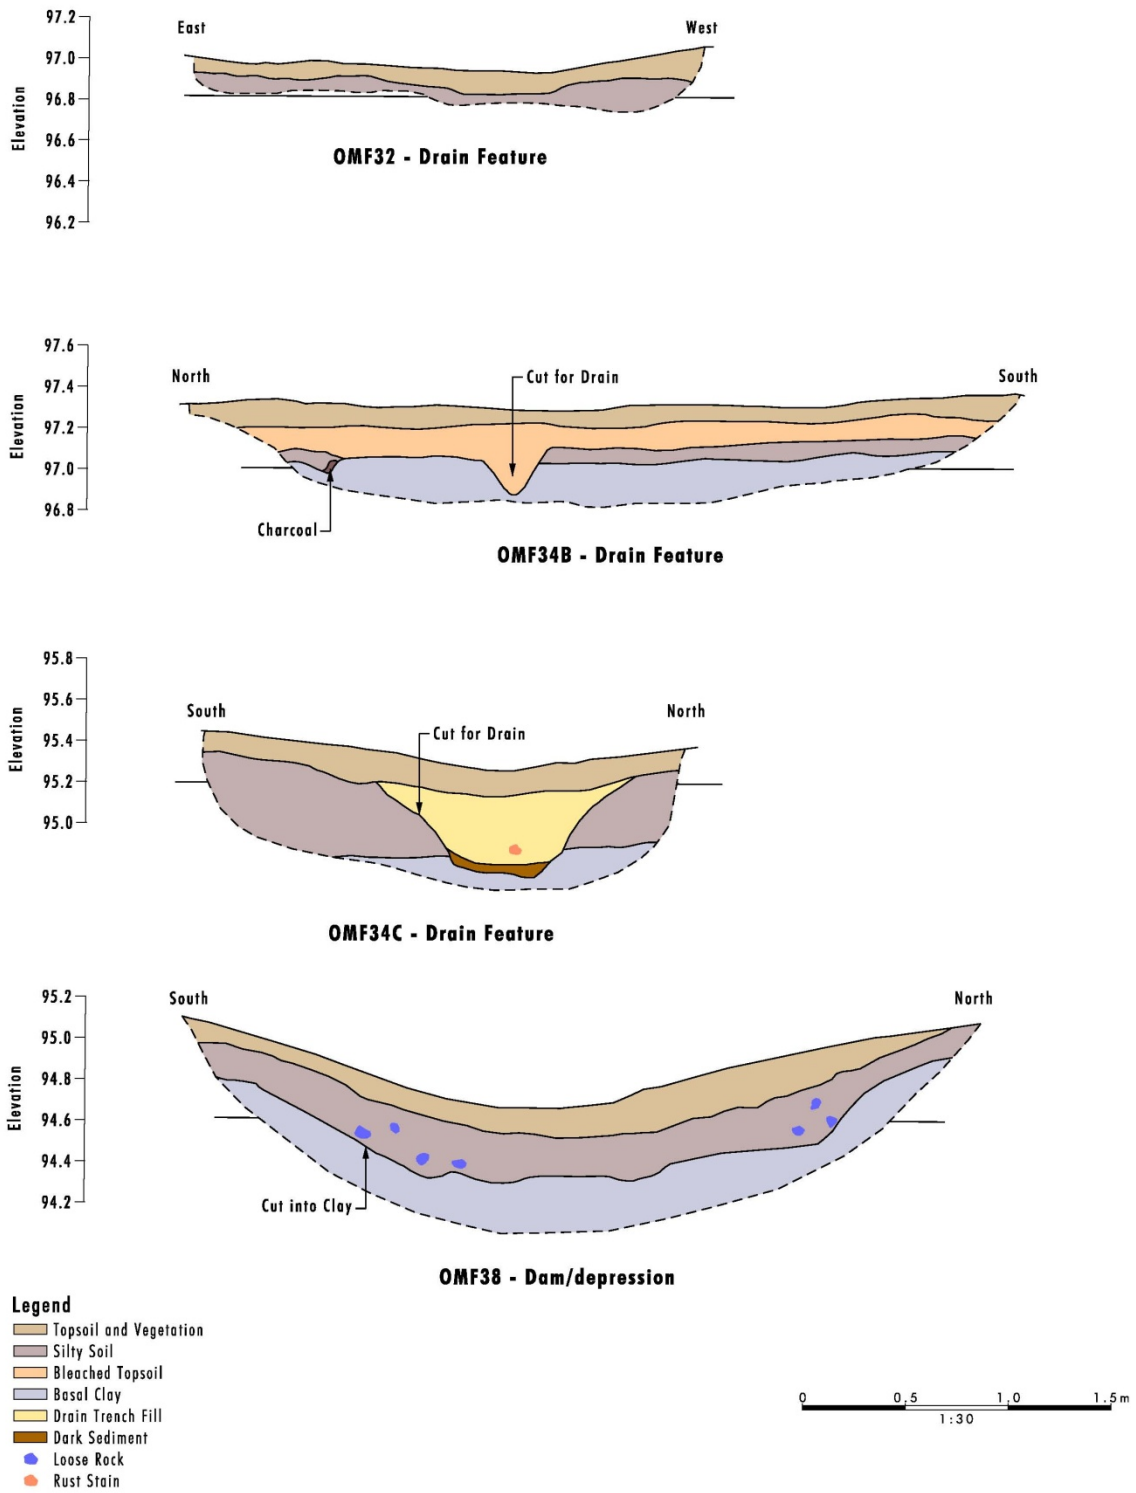 97.2
97.0
96.8
96.6
96.4
96.2
Elevation
East
West
OMF32 - Drain Feature
97.6
97.4
97.2
97.0
96.8
Elevation
North
South
Cut for Drain
Charcoal
OMF34B - Drain Feature
95.8
95.6
95.4
95.2
95.0
Elevation
South
North
Cut for Drain
OMF34C - Drain Feature
95.2
95.0
94.8
94.6
94.4
94.2
Elevation
South
North
Cut into Clay
OMF38 - Dam/depression
Legend
Topsoil and Vegetation
Silty Soil
Bleached Topsoil
Basal Clay
Drain Trench Fill
Dark Sediment
Loose Rock
Rust Stain
0 0.5 1.0 1.5m
1:30